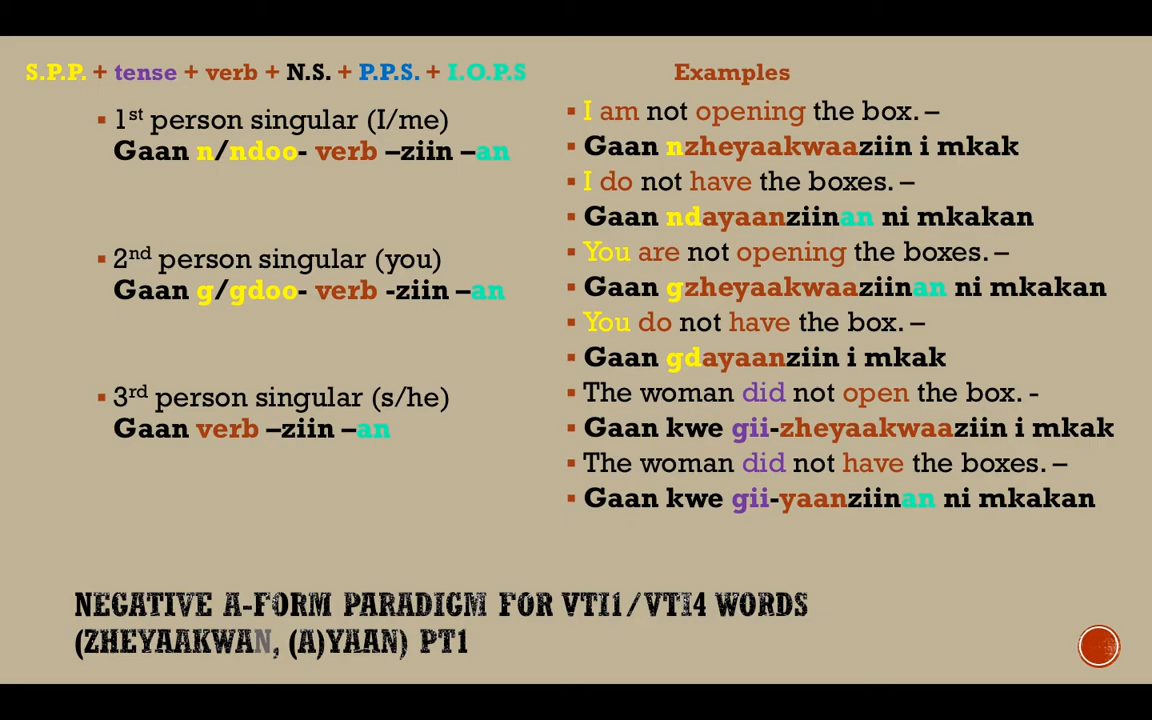 S.P.P. + tense + verb + N.S. + P.P.S. + I.O.P.S
▪ 1st person singular (I/me)
Gaan n/ndoo- verb –ziin –an
▪ 2nd person singular (you)
Gaan g/gdoo- verb -ziin –an
▪ 3rd person singular (s/he)
Gaan verb –ziin –an
Examples
▪ I am not opening the box. –
▪ Gaan nzheyaakwaaziin i mkak
▪ I do not have the boxes. –
▪ Gaan ndayaanziinan ni mkakan
▪ You are not opening the boxes. –
▪ Gaan gzheyaakwaaziinan ni mkakan
▪ You do not have the box. –
▪ Gaan gdayaanziin i mkak
▪ The woman did not open the box. -
▪ Gaan kwe gii-zheyaakwaaziin i mkak
▪ The woman did not have the boxes. –
▪ Gaan kwe gii-yaanziinan ni mkakan
NEGATIVE A-FORM PARADIGM FOR VTI1/VTI4 WORDS
(ZHEYAAKWAN, (A)YAAN) PT1